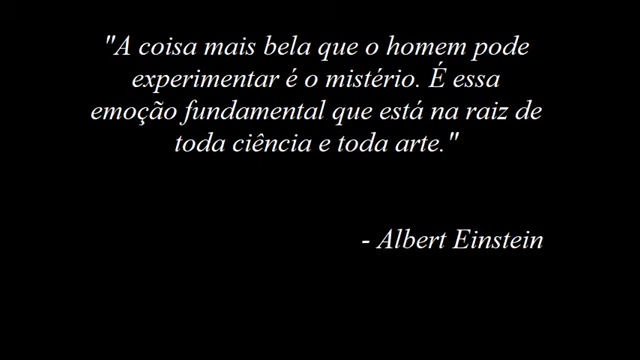 "A coisa mais bela que o homem pode
experimentar é o mistério. É essa
emoção fundamental que está na raiz de
toda ciência e toda arte."
- Albert Einstein